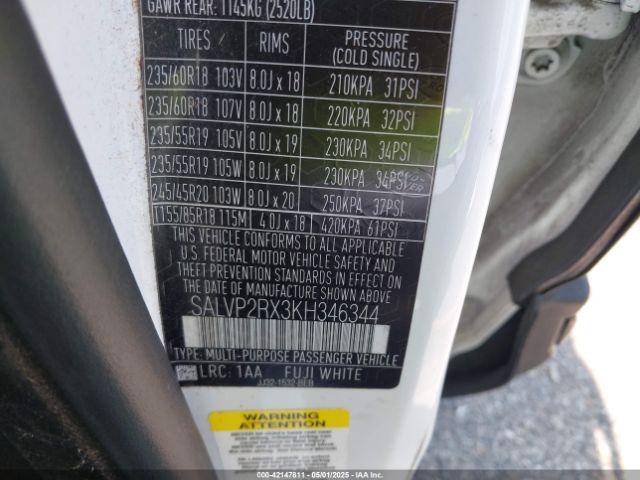 GAWR REAR: 1145KG (2520LB)
TIRES RIMS PRESSURE (COLD SINGLE)
235/60R18 103V 8.0J x 18 210KPA 31PSI
235/60R18 107V 8.0J x 18 220KPA 32PSI
235/55R19 105V 8.0J x 19 230KPA 34PSI
235/55R19 105W 8.0J x 19 230KPA 34PSI
245/45R20 103W 8.0J x 20 250KPA 37PSI
T155/85R18 115M 4.0J x 18 420KPA 61PSI
THIS VEHICLE CONFORMS TO ALL APPLICABLE
U.S. FEDERAL MOTOR VEHICLE SAFETY AND
THEFT PREVENTION STANDARDS IN EFFECT ON
THE DATE OF MANUFACTURE SHOWN ABOVE.
SALVP2RX3KH346344
TYPE: MULTI-PURPOSE PASSENGER VEHICLE
LRC: 1AA FUJI WHITE
JJ32-1532-BEB
WARNING
ATTENTION
IAA 42147811 05/01/2025 IAAI.COM